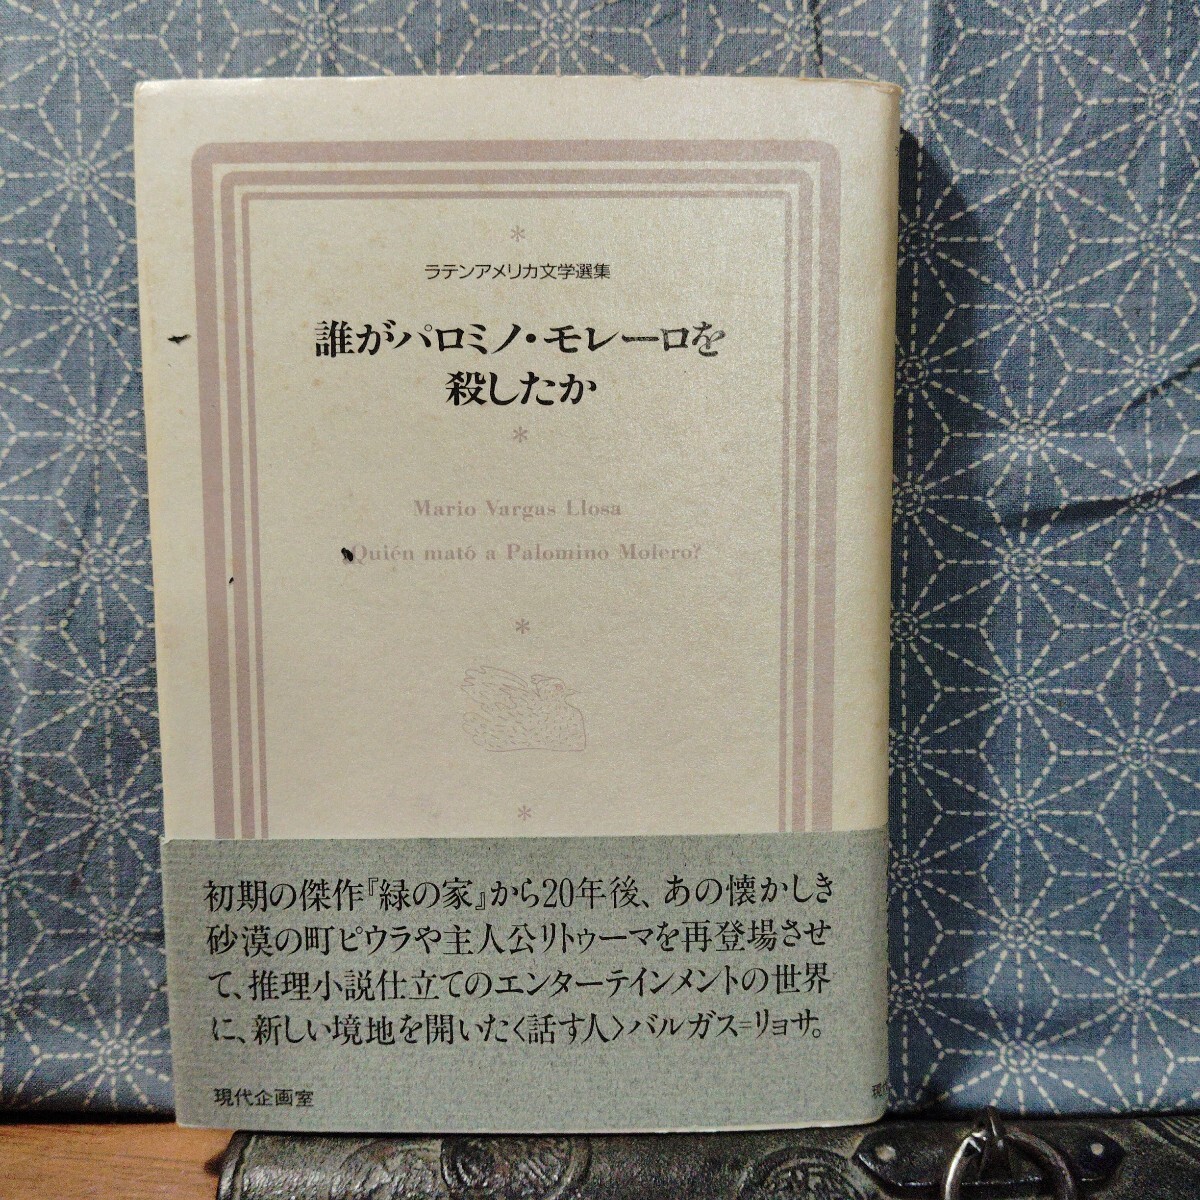 *
ラテンアメリカ文学選集
誰がパロミノ・モレーロを
殺したか
*
Mario Vargas Llosa
¿Quién mató a Palomino Molero?
*
*
初期の傑作『緑の家』から20年後、あの懐かしき
砂漠の町ピウラや主人公リトゥーマを再登場させ
て、推理小説仕立てのエンターテインメントの世界
に、新しい境地を開いた〈話す人〉バルガス=リョサ。
現代企画室
現